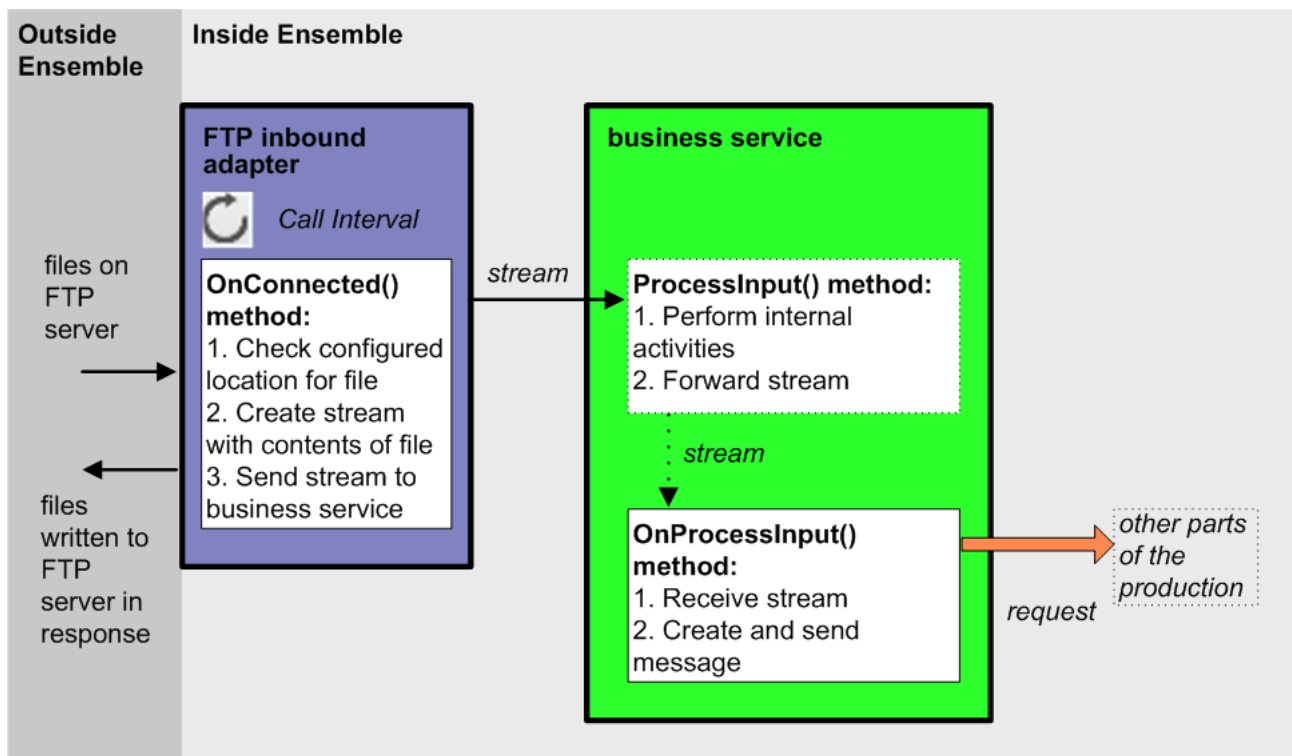 Outside
Ensemble
Inside Ensemble
FTP inbound
adapter
Call Interval
files on
FTP
server
OnConnected()
method:
1. Check configured
location for file
2. Create stream
with contents of file
3. Send stream to
business service
files
written to
FTP
server in
response
stream
business service
ProcessInput() method:
1. Perform internal
activities
2. Forward stream
stream
OnProcessInput()
method:
1. Receive stream
2. Create and send
message
request
other parts
of the
production